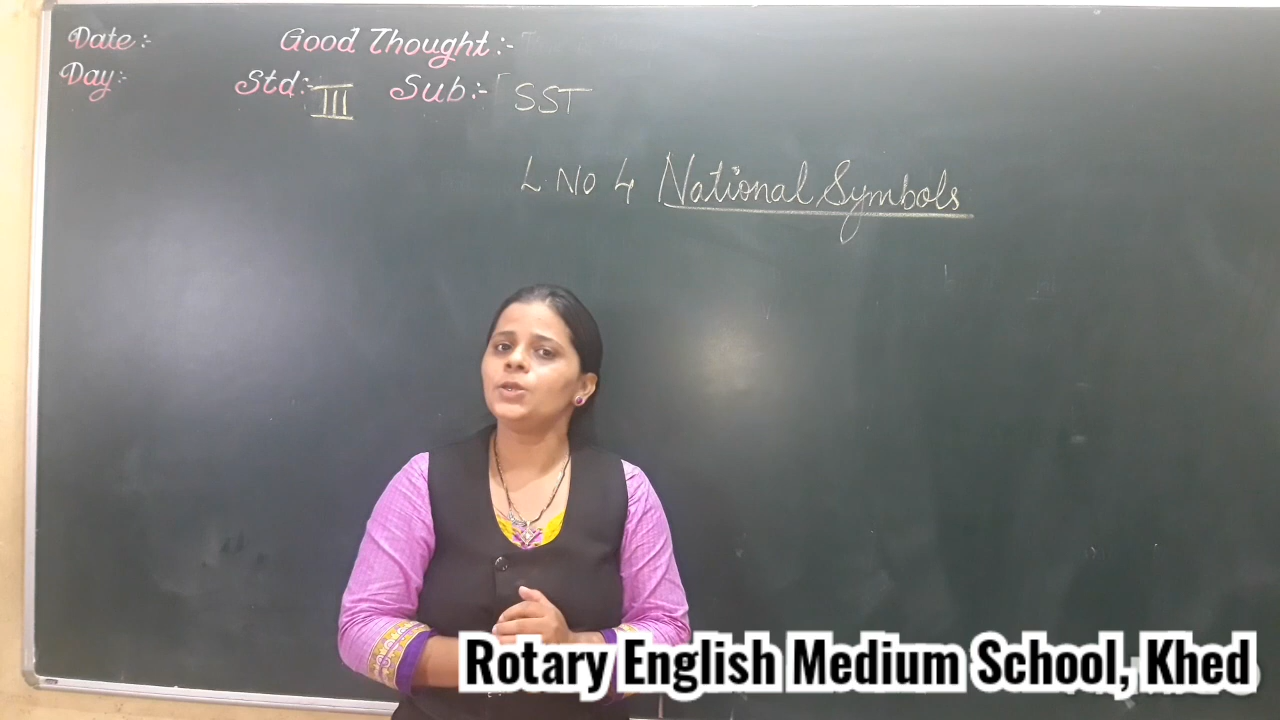 Date:- Good Thought:-
Day:- Std:- III Sub:- SST
L. No 4 National Symbols
Rotary English Medium School, Khed